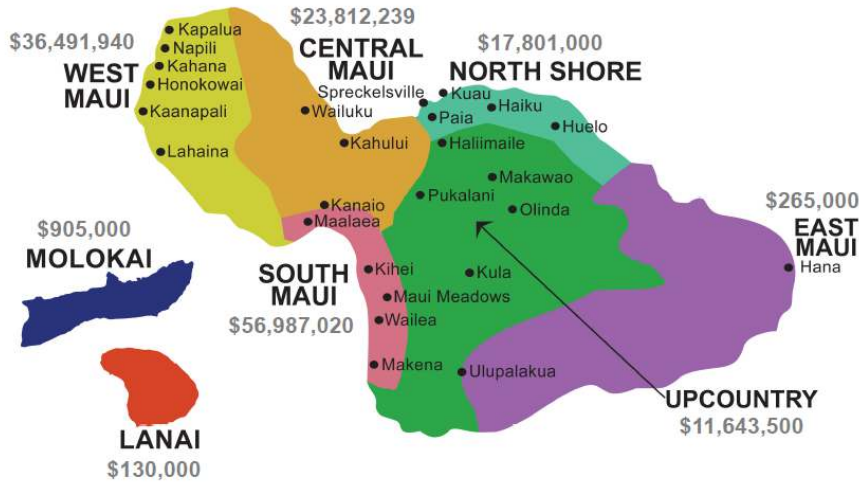 $36,491,940
WEST
MAUI
Kapalua
Napili
Kahana
Honokowai
Kaanapali
Lahaina
$23,812,239
CENTRAL
MAUI
Wailuku
Kahului
Kanaio
$17,801,000
NORTH SHORE
Spreckelsville
Kuau
Paia
Haiku
Huelo
Haliimaile
Makawao
Pukalani
Olinda
Kula
Ulupalakua
$265,000
EAST
MAUI
Hana
$905,000
MOLOKAI
Maalaea
Kihei
SOUTH
MAUI
$56,987,020
Maui Meadows
Wailea
Makena
UPCOUNTRY
$11,643,500
LANAI
$130,000